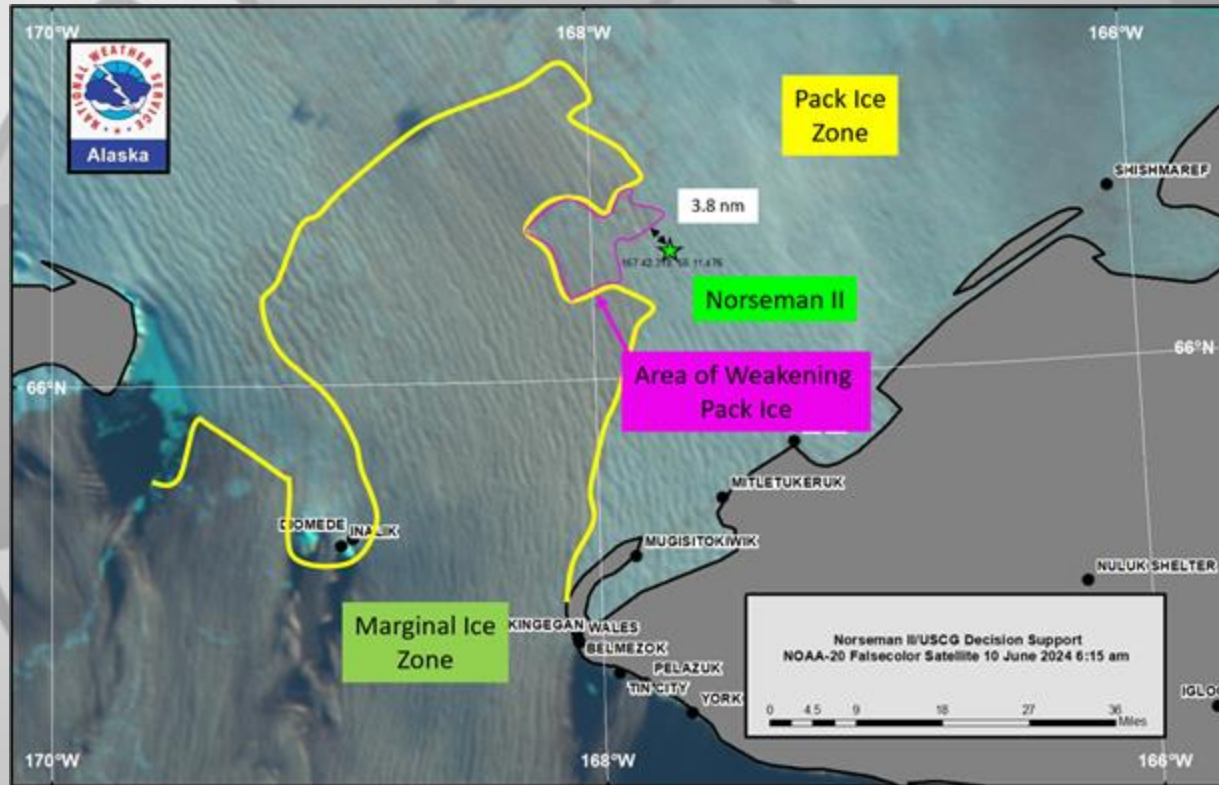 170°W
168°W
166°W
NATIONAL WEATHER SERVICE
Alaska
Pack Ice
Zone
SHISHMAREF
3.8 nm
Norseman II
66°N
66°N
Area of Weakening
Pack Ice
MITLETUKERUK
DIOMEDE
INALIK
MUGISITOKIWIK
NULUK SHELTER
Marginal Ice
Zone
KINGEGAN
WALES
BELMEZOK
PELAZUK
TIN CITY
YORK
Norseman II/USCG Decision Support
NOAA-20 Falsecolor Satellite 10 June 2024 6:15 am
0 4.5 9 18 27 36
Miles
170°W
168°W
166°W